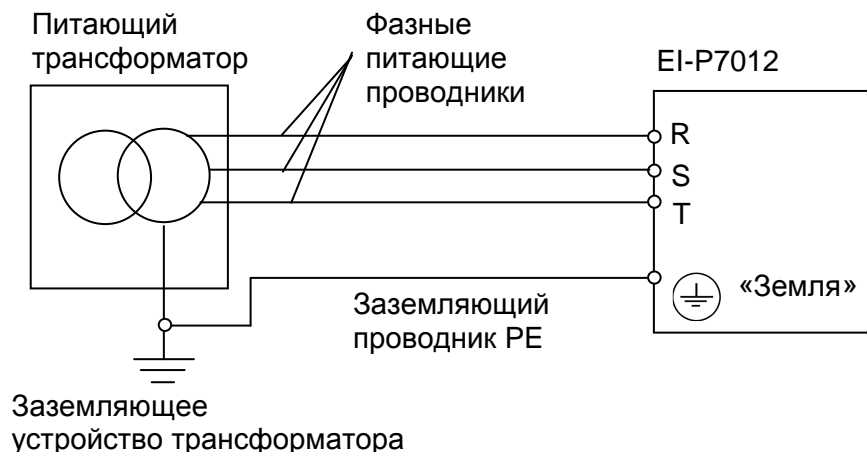 Питающий
трансформатор
Фазные
питающие
проводники
EI-P7012
R
S
T
«Земля»
Заземляющий
проводник PE
Заземляющее
устройство трансформатора